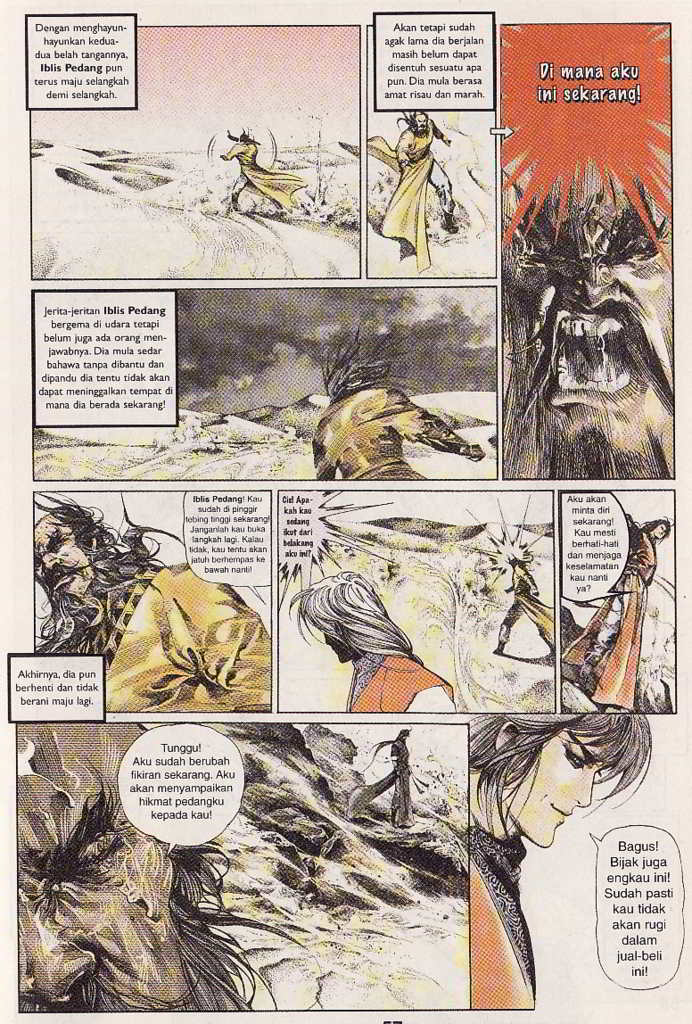 Dengan menghayun-
hayunkan kedua-
dua belah tangannya,
Iblis Pedang pun
terus maju selangkah
demi selangkah.
Akan tetapi sudah
agak lama dia berjalan
masih belum dapat
disentuh sesuatu apa
pun. Dia mula berasa
amat risau dan marah.
Di mana aku
ini sekarang!
Jerita-jeritan Iblis Pedang
bergema di udara tetapi
belum juga ada orang men-
jawabnya. Dia mula sedar
bahawa tanpa dibantu dan
dipandu dia tentu tidak akan
dapat meninggalkan tempat di
mana dia berada sekarang!
Iblis Pedang! Kau
sudah di pinggir
tebing tinggi sekarang!
Janganlah kau buka
langkah lagi. Kalau
tidak, kau tentu akan
jatuh berhempas ke
bawah nanti!
Akhirnya, dia pun
berhenti dan tidak
berani maju lagi.
Cis! Apa-
kah kau
sedang
ikut dari
belakang
aku ini?
Aku akan
minta diri
sekarang!
Kau mesti
berhati-hati
dan menjaga
keselamatan
kau nanti
ya?
Tunggu!
Aku sudah berubah
fikiran sekarang. Aku
akan menyampaikan
hikmat pedangku
kepada kau!
Bagus!
Bijak juga
engkau ini!
Sudah pasti
kau tidak
akan rugi
dalam
jual-beli
ini!